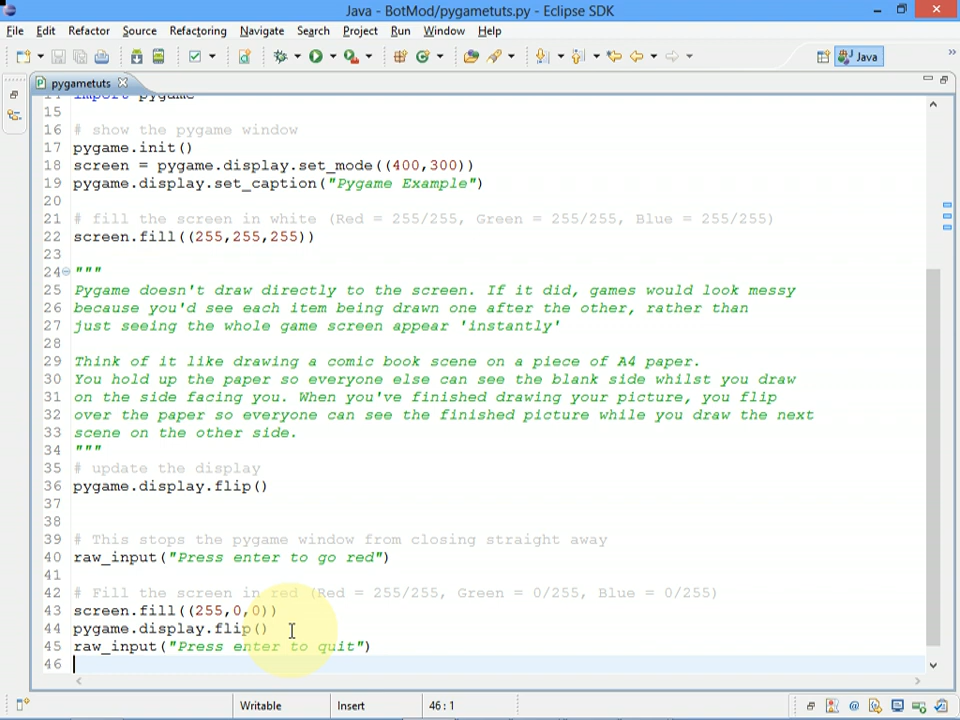 Java - BotMod/pygametuts.py - Eclipse SDK
File Edit Refactor Source Refactoring Navigate Search Project Run Window Help
Java
pygametuts
14 import pygame
15
16 # show the pygame window
17 pygame.init()
18 screen = pygame.display.set_mode((400,300))
19 pygame.display.set_caption("Pygame Example")
20
21 # fill the screen in white (Red = 255/255, Green = 255/255, Blue = 255/255)
22 screen.fill((255,255,255))
23
24 """
25 Pygame doesn't draw directly to the screen. If it did, games would look messy
26 because you'd see each item being drawn one after the other, rather than
27 just seeing the whole game screen appear 'instantly'
28
29 Think of it like drawing a comic book scene on a piece of A4 paper.
30 You hold up the paper so everyone else can see the blank side whilst you draw
31 on the side facing you. When you've finished drawing your picture, you flip
32 over the paper so everyone can see the finished picture while you draw the next
33 scene on the other side.
34 """
35 # update the display
36 pygame.display.flip()
37
38
39 # This stops the pygame window from closing straight away
40 raw_input("Press enter to go red")
41
42 # Fill the screen in red (Red = 255/255, Green = 0/255, Blue = 0/255)
43 screen.fill((255,0,0))
44 pygame.display.flip()
45 raw_input("Press enter to quit")
46
Writable Insert 46 : 1